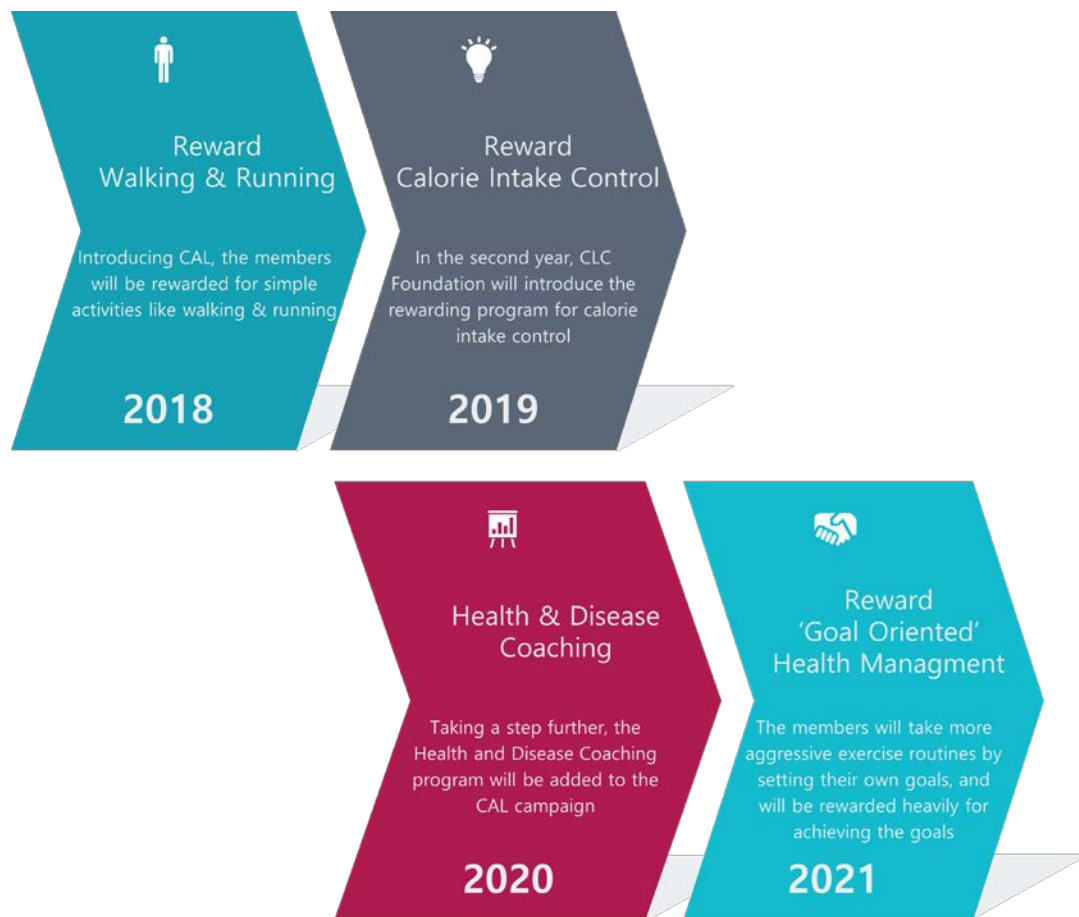 Reward
Walking & Running
Introducing CAL, the members
will be rewarded for simple
activities like walking & running
2018
Reward
Calorie Intake Control
In the second year, CLC
Foundation will introduce the
rewarding program for calorie
intake control
2019
Health & Disease
Coaching
Taking a step further, the
Health and Disease Coaching
program will be added to the
CAL campaign
2020
Reward
‘Goal Oriented’
Health Managment
The members will take more
aggressive exercise routines by
setting their own goals, and
will be rewarded heavily for
achieving the goals
2021